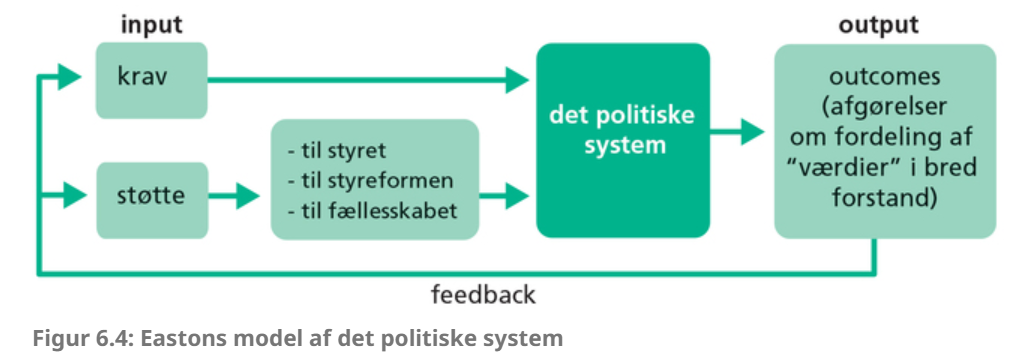 input
output
krav
støtte
- til styret
- til styreformen
- til fællesskabet
det politiske
system
outcomes
(afgørelser
om fordeling af
“værdier” i bred
forstand)
feedback
Figur 6.4: Eastons model af det politiske system